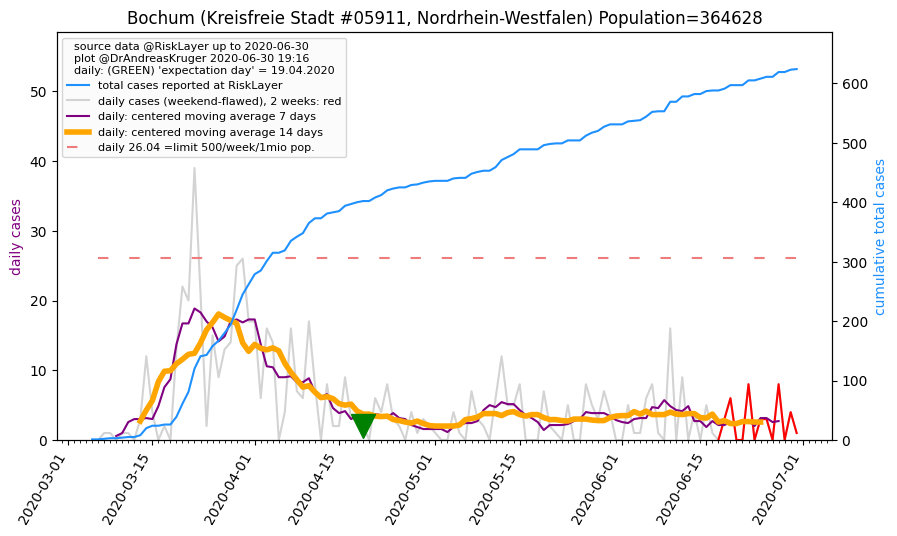 Bochum (Kreisfreie Stadt #05911, Nordrhein-Westfalen) Population=364628
source data @RiskLayer up to 2020-06-30
plot @DrAndreasKruger 2020-06-30 19:16
daily: (GREEN) 'expectation day' = 19.04.2020
total cases reported at RiskLayer
daily cases (weekend-flawed), 2 weeks: red
daily: centered moving average 7 days
daily: centered moving average 14 days
daily 26.04 =limit 500/week/1mio pop.
daily cases
50
40
30
20
10
0
cumulative total cases
600
500
400
300
200
100
0
2020-03-01
2020-03-15
2020-04-01
2020-04-15
2020-05-01
2020-05-15
2020-06-01
2020-06-15
2020-07-01